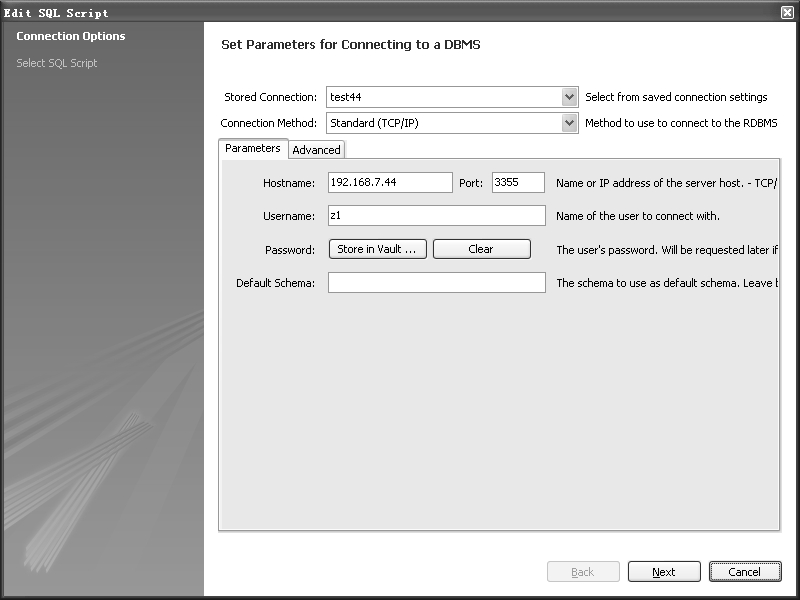 Edit SQL Script
Connection Options
Select SQL Script
Set Parameters for Connecting to a DBMS
Stored Connection: test44 Select from saved connection settings
Connection Method: Standard (TCP/IP) Method to use to connect to the RDBMS
Parameters Advanced
Hostname: 192.168.7.44 Port: 3355 Name or IP address of the server host. - TCP/
Username: z1 Name of the user to connect with.
Password: Store in Vault ... Clear The user's password. Will be requested later if
Default Schema: The schema to use as default schema. Leave b
Back Next Cancel